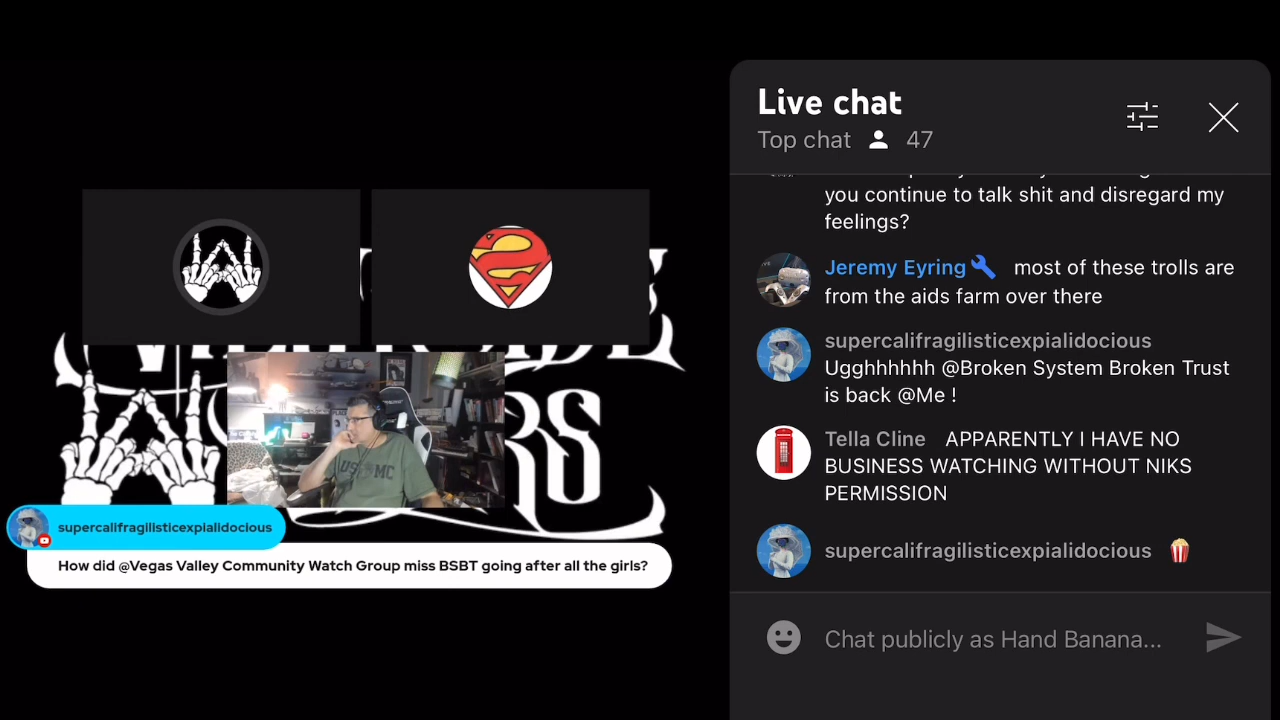 Live chat
Top chat 47
you continue to talk shit and disregard my
feelings?
Jeremy Eyring most of these trolls are
from the aids farm over there
supercalifragilisticexpialidocious
Ugghhhhhh @Broken System Broken Trust
is back @Me !
Tella Cline APPARENTLY I HAVE NO
BUSINESS WATCHING WITHOUT NIKS
PERMISSION
supercalifragilisticexpialidocious
Chat publicly as Hand Banana...
USMC
supercalifragilisticexpialidocious
How did @Vegas Valley Community Watch Group miss BSBT going after all the girls?